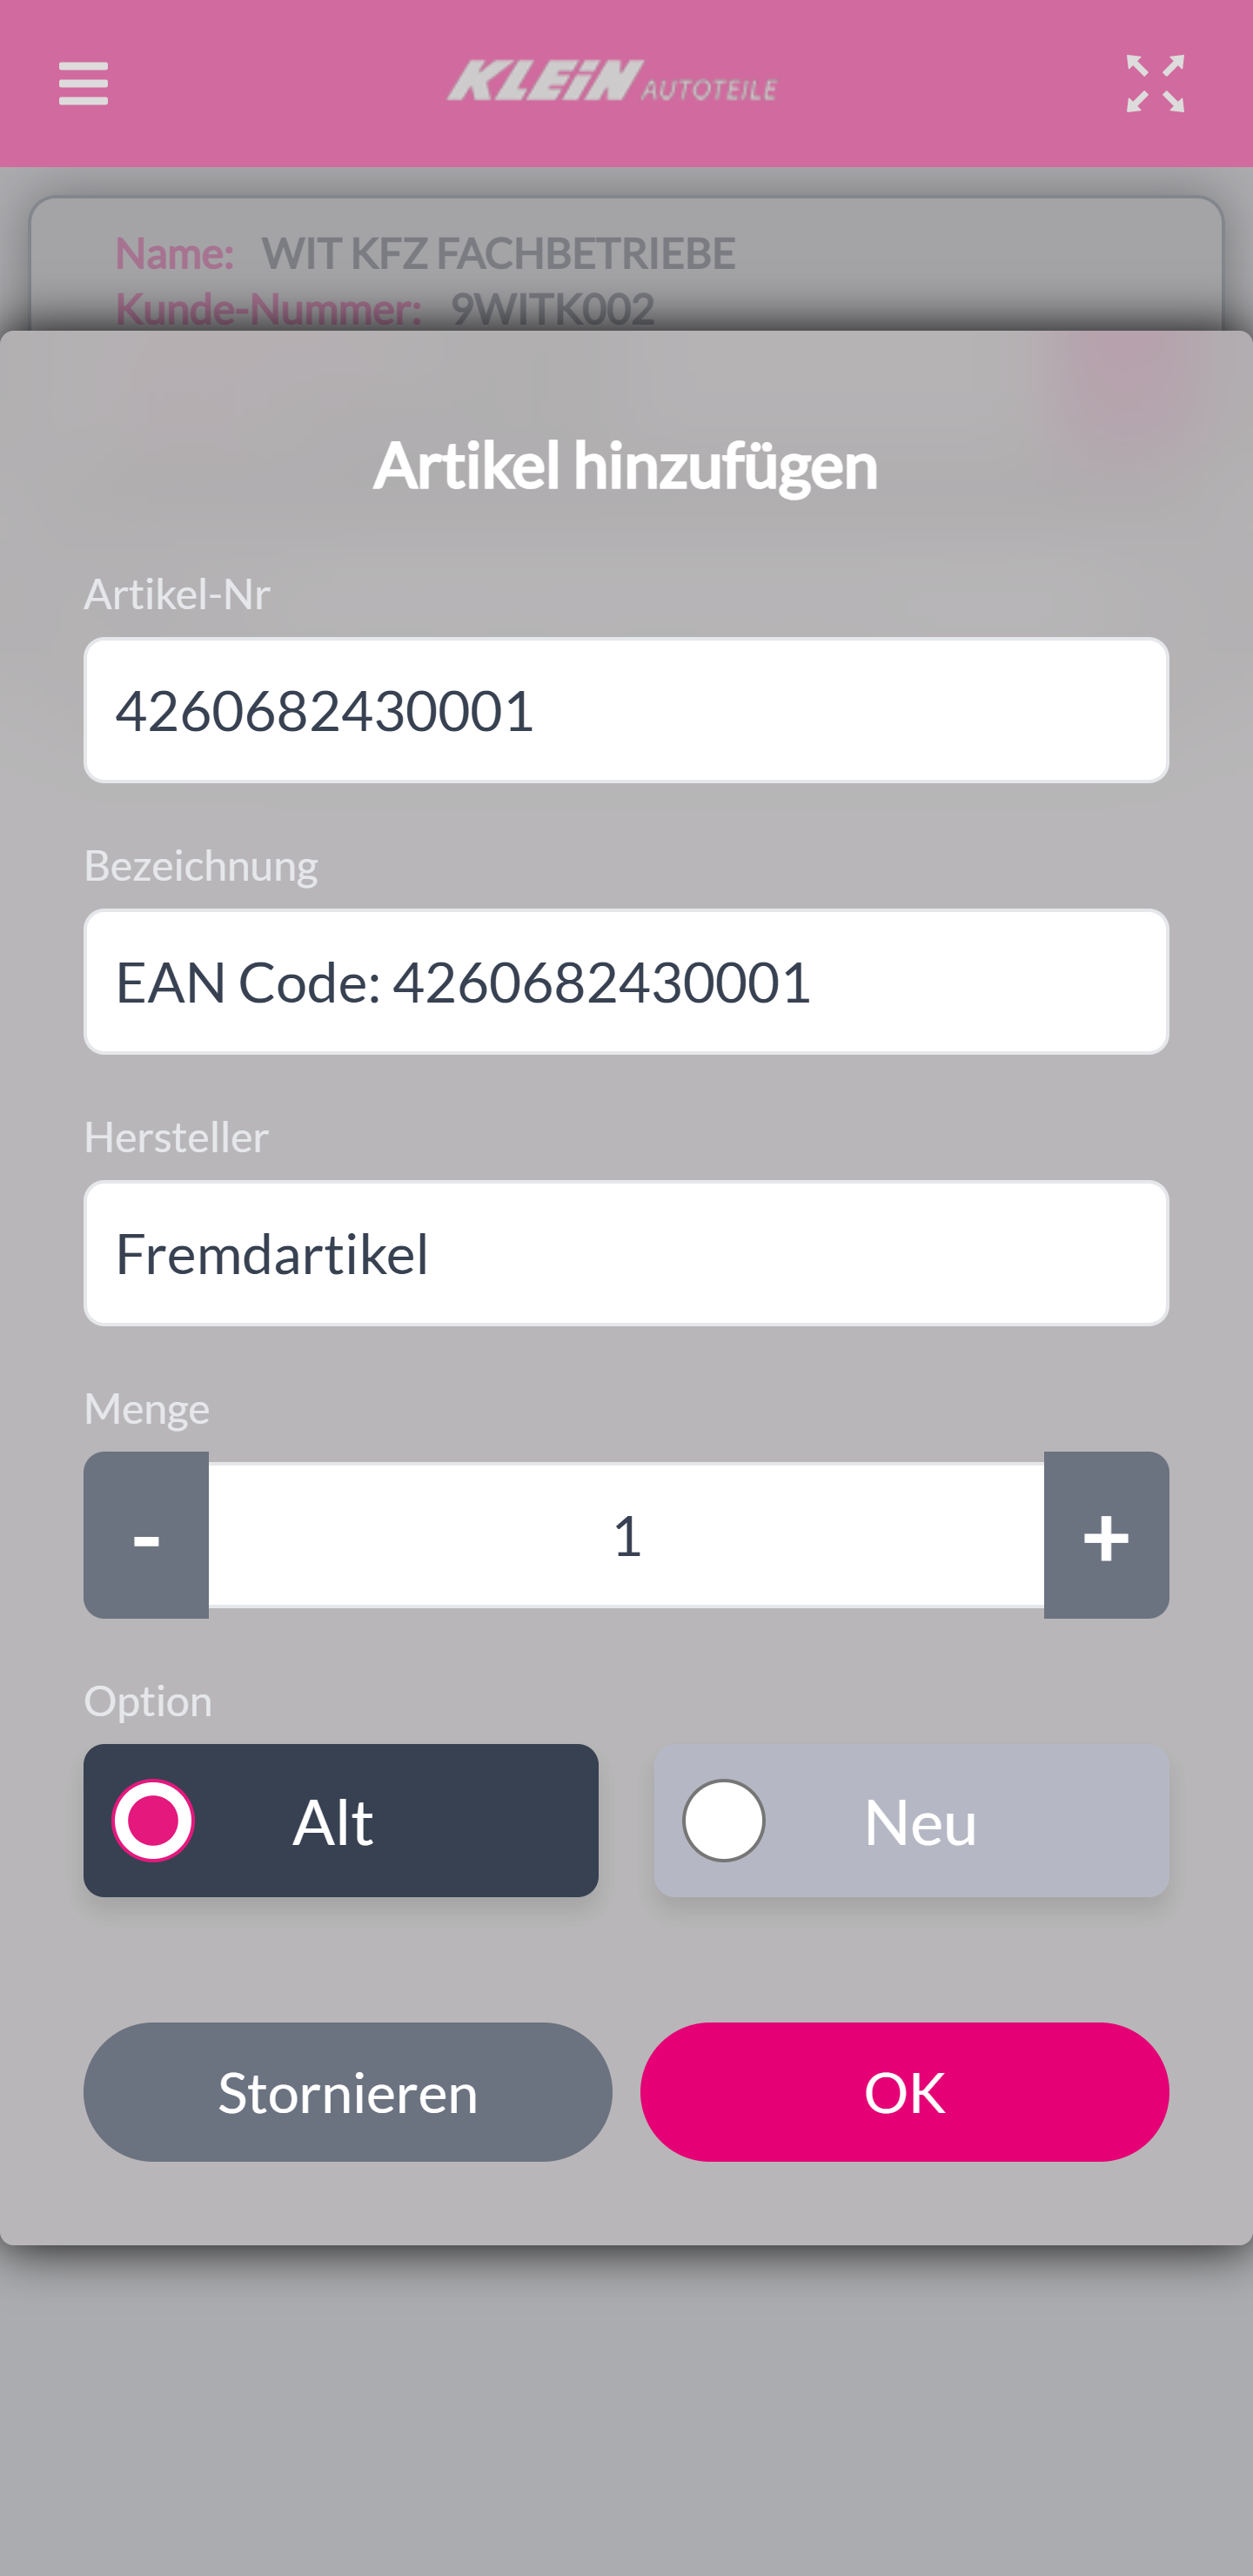 KLEiN AUTOTEILE
Name: WIT KFZ FACHBETRIEBE
Kunde-Nummer: 9WITK002
Artikel hinzufügen
Artikel-Nr
4260682430001
Bezeichnung
EAN Code: 4260682430001
Hersteller
Fremdartikel
Menge
- 1 +
Option
Alt Neu
Stornieren OK